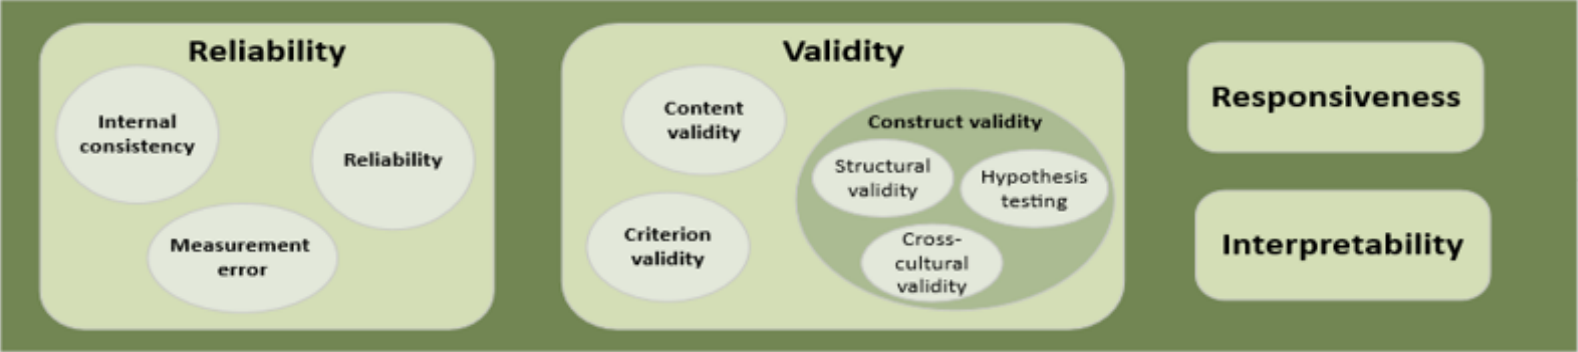 Reliability
Internal
consistency
Reliability
Measurement
error
Validity
Content
validity
Criterion
validity
Construct validity
Structural
validity
Hypothesis
testing
Cross-
cultural
validity
Responsiveness
Interpretability